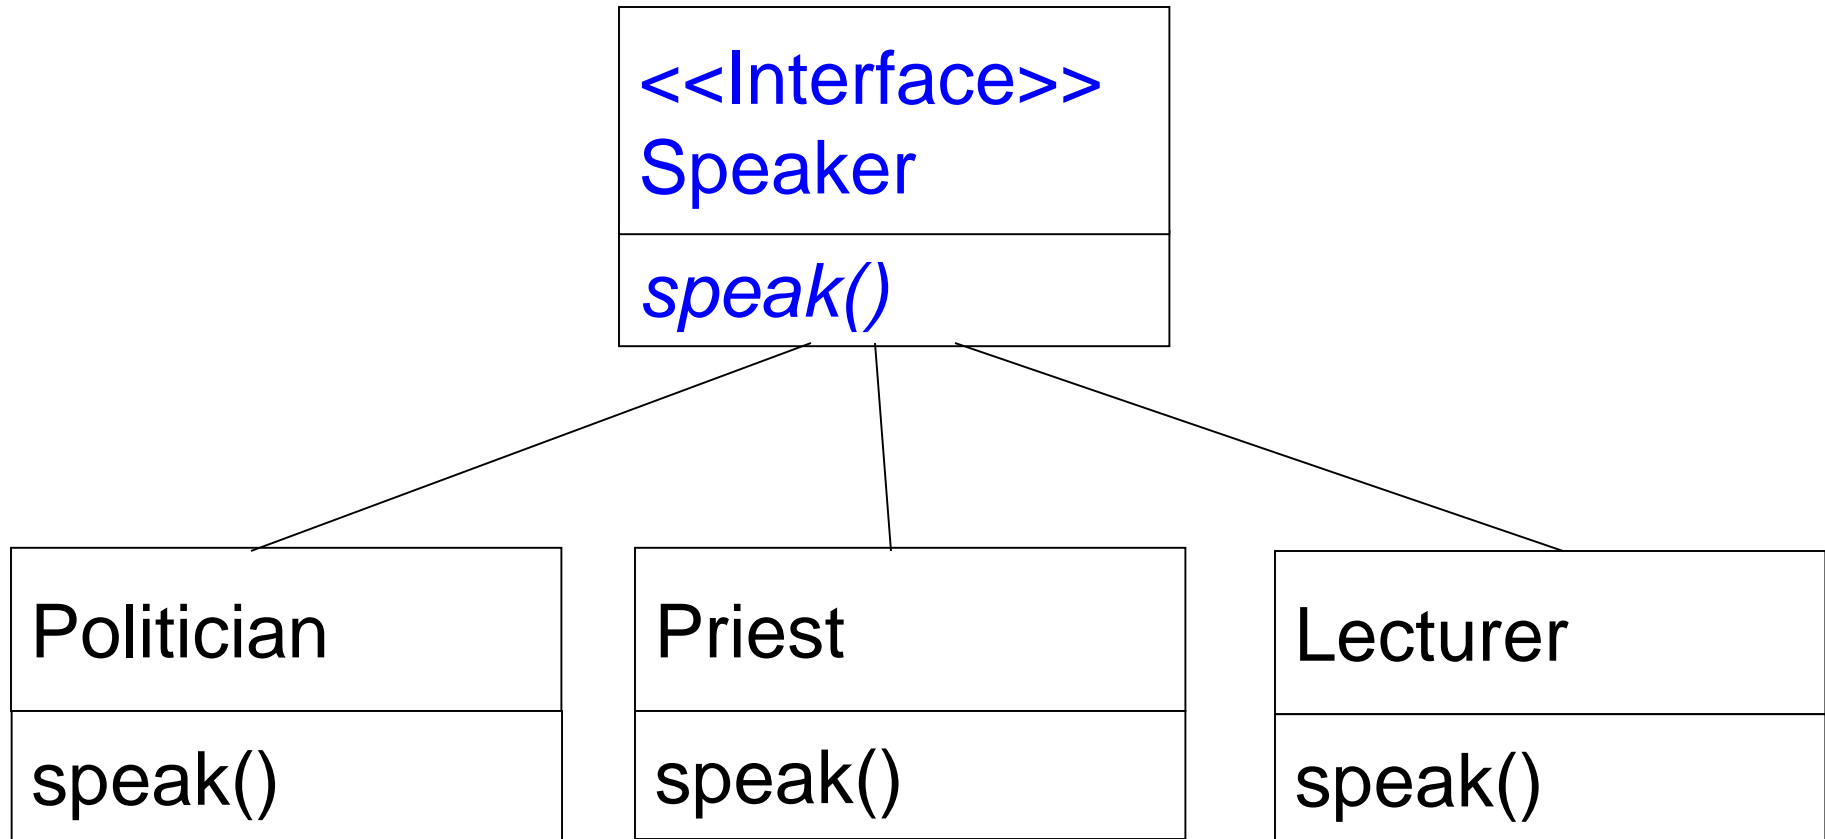 <<Interface>>
Speaker
speak()
Politician
speak()
Priest
speak()
Lecturer
speak()